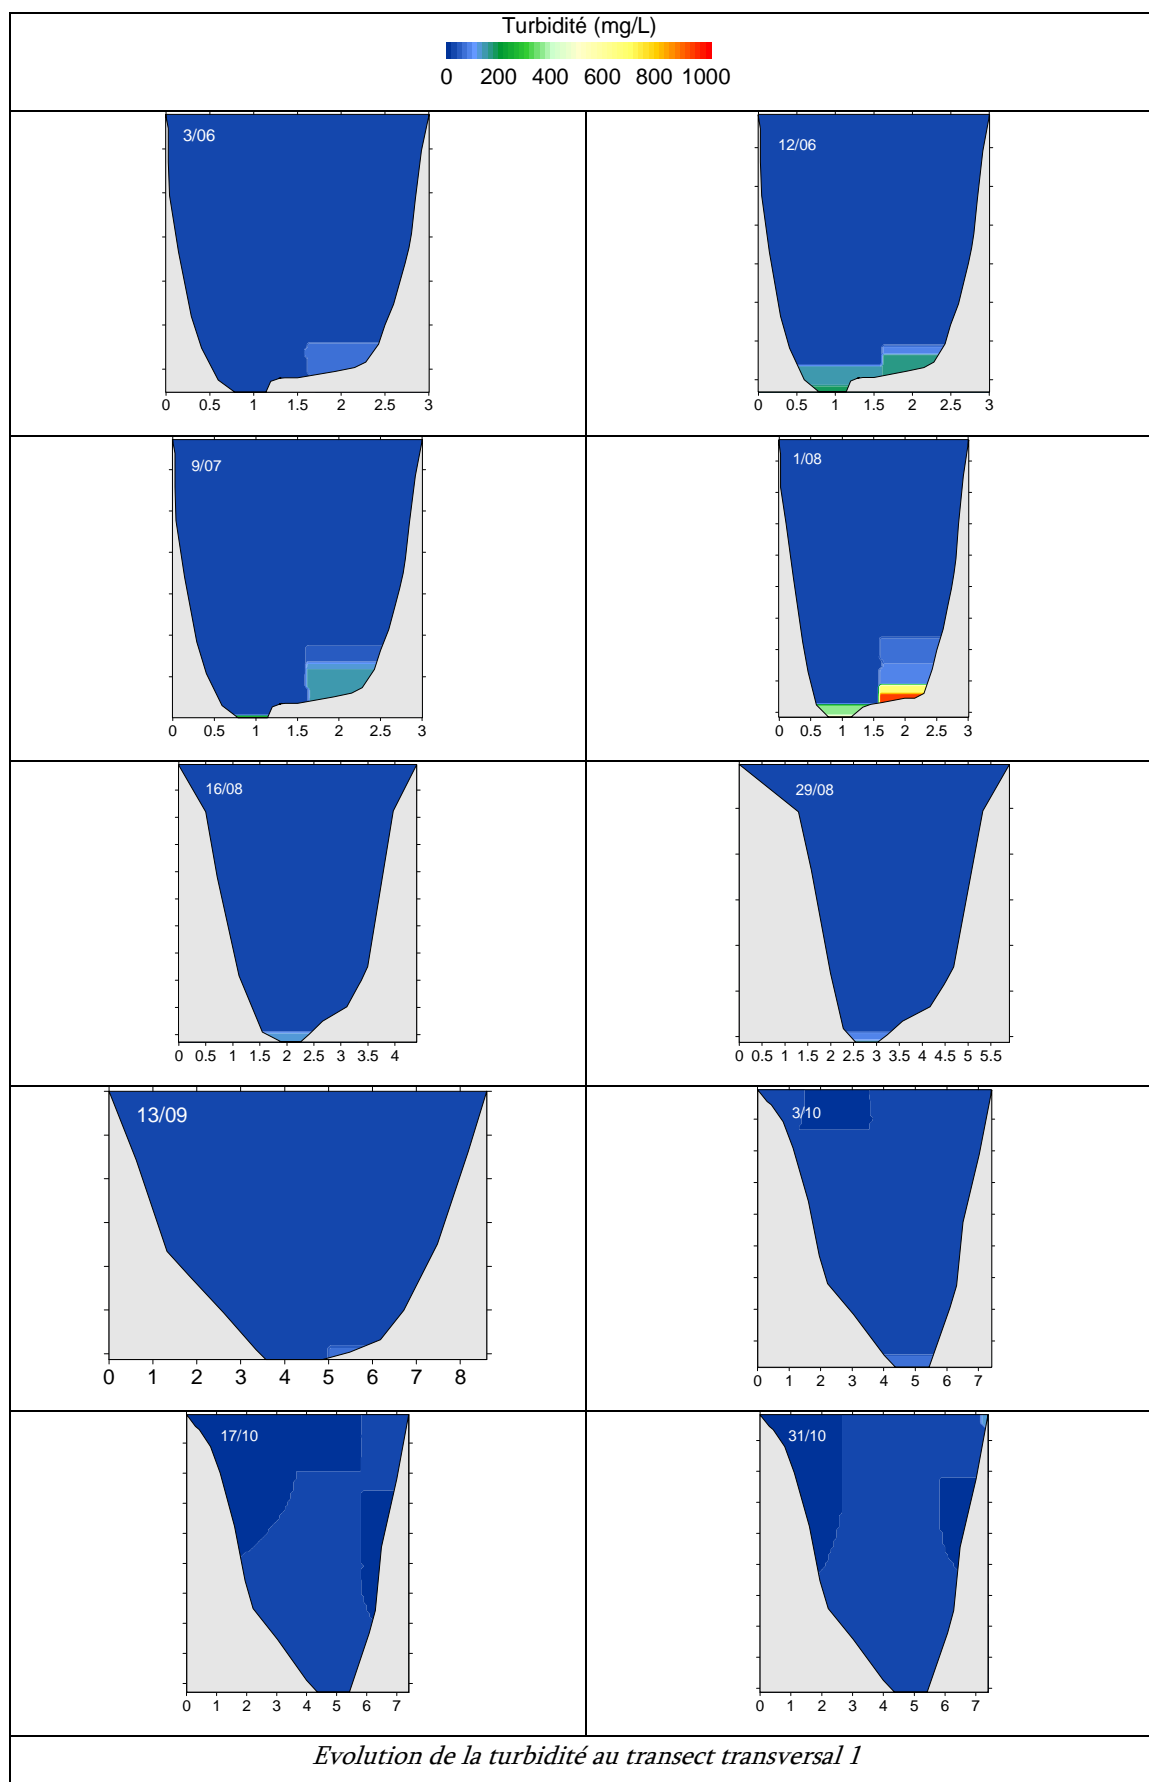 Turbidité (mg/L)
0 200 400 600 800 1000
3/06
0 0.5 1 1.5 2 2.5 3
12/06
0 0.5 1 1.5 2 2.5 3
9/07
0 0.5 1 1.5 2 2.5 3
1/08
0 0.5 1 1.5 2 2.5 3
16/08
0 0.5 1 1.5 2 2.5 3 3.5 4
29/08
0 0.5 1 1.5 2 2.5 3 3.5 4 4.5 5 5.5
13/09
0 1 2 3 4 5 6 7 8
3/10
0 1 2 3 4 5 6 7
17/10
0 1 2 3 4 5 6 7
31/10
0 1 2 3 4 5 6 7
Evolution de la turbidité au transect transversal 1